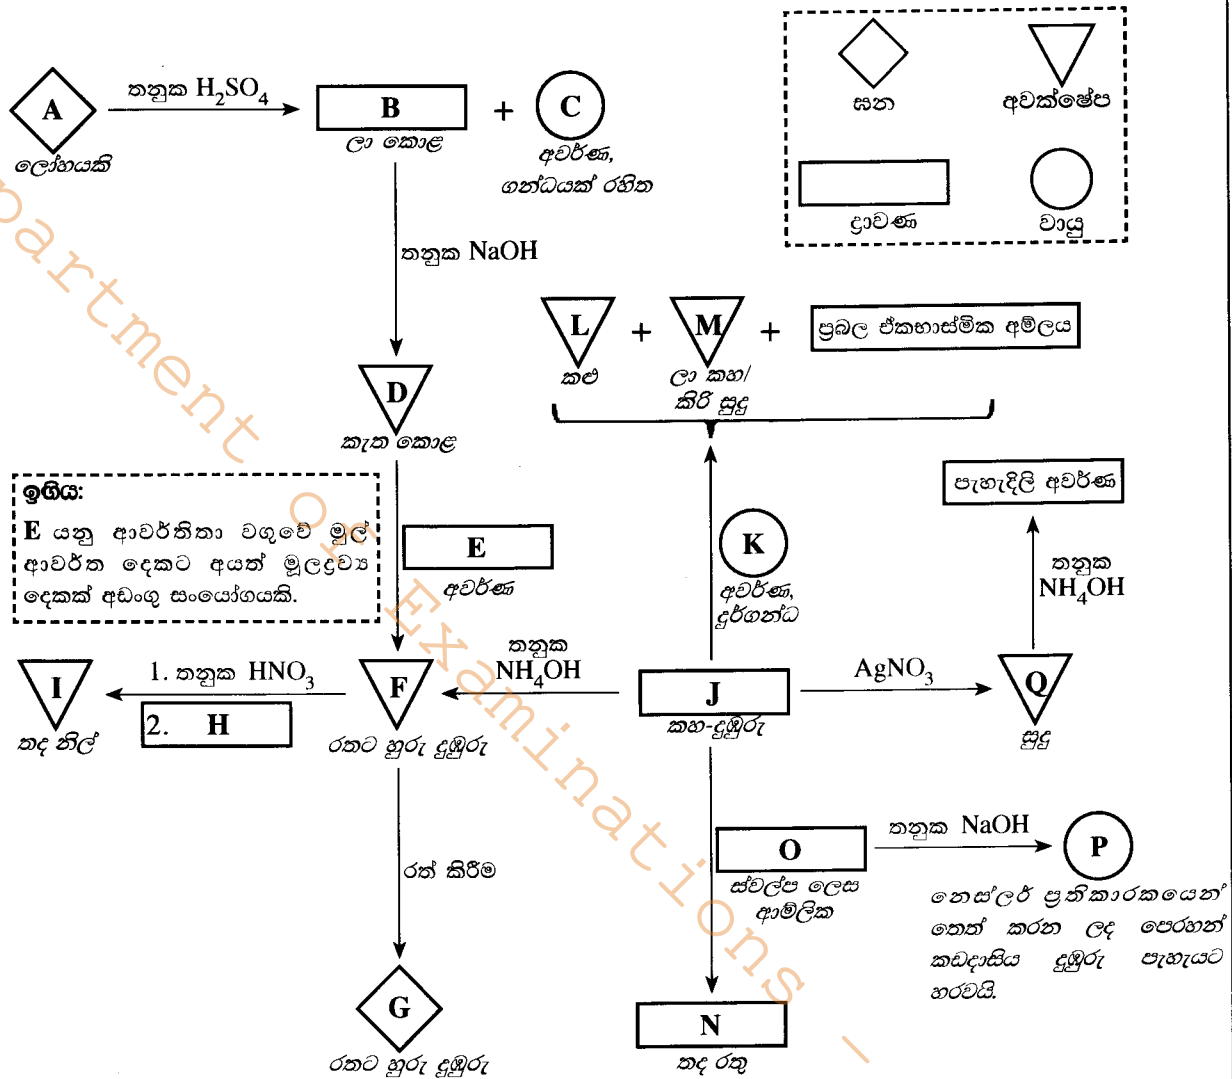 A
ලෝහයකි
තනුක H₂SO₄
B
ලා කොළ
+
C
අවර්ණ,
ගන්ධයක් රහිත
ඝන
අවක්ෂේප
ද්‍රාවණ
වායු
තනුක NaOH
D
කැත කොළ
L
කළු
+
M
ලා කහ/
කිරි සුදු
+
ප්‍රබල ඒකභාස්මික අම්ලය
ඉඟිය:
E යනු ආවර්තිතා වගුවේ මුල්
ආවර්ත දෙකට අයත් මූලද්‍රව්‍ය
දෙකක් අඩංගු සංයෝගයකි.
E
අවර්ණ
K
අවර්ණ,
දුර්ගන්ධ
පැහැදිලි අවර්ණ
තනුක
NH₄OH
I
තද නිල්
1. තනුක HNO₃
2. H
F
රතට හුරු දුඹුරු
තනුක
NH₄OH
J
කහ-දුඹුරු
AgNO₃
Q
සුදු
රත් කිරීම
G
රතට හුරු දුඹුරු
O
ස්වල්ප ලෙස
ආම්ලික
තනුක NaOH
P
නෙස්ලර් ප්‍රතිකාරකයෙන්
තෙත් කරන ලද පෙරහන්
කඩදාසිය දුඹුරු පැහැයට
හරවයි.
N
තද රතු
partment of Examinations –